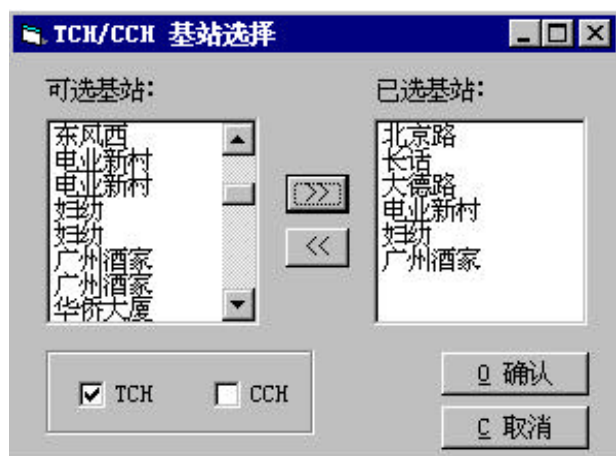 TCH/CCH 基站选择
可选基站:
东风西
电业新村
电业新村
妇幼
妇幼
广州酒家
广州酒家
华侨大厦
>>
<<
已选基站:
北京路
长话
大德路
电业新村
妇幼
广州酒家
TCH
CCH
O 确认
C 取消